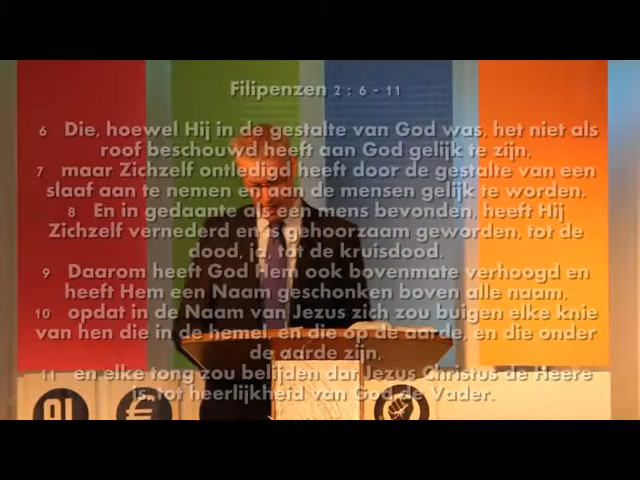 Filipenzen 2 : 6 - 11
6 Die, hoewel Hij in de gestalte van God was, het niet als
roof beschouwd heeft aan God gelijk te zijn,
7 maar Zichzelf ontledigd heeft door de gestalte van een
slaaf aan te nemen en aan de mensen gelijk te worden.
8 En in gedaante als een mens bevonden, heeft Hij
Zichzelf vernederd en is gehoorzaam geworden, tot de
dood, ja, tot de kruisdood.
9 Daarom heeft God Hem ook bovenmate verhoogd en
heeft Hem een Naam geschonken boven alle naam,
10 opdat in de Naam van Jezus zich zou buigen elke knie
van hen die in de hemel, en die op de aarde, en die onder
de aarde zijn,
11 en elke tong zou belijden dat Jezus Christus de Heere
is, tot heerlijkheid van God de Vader.
€